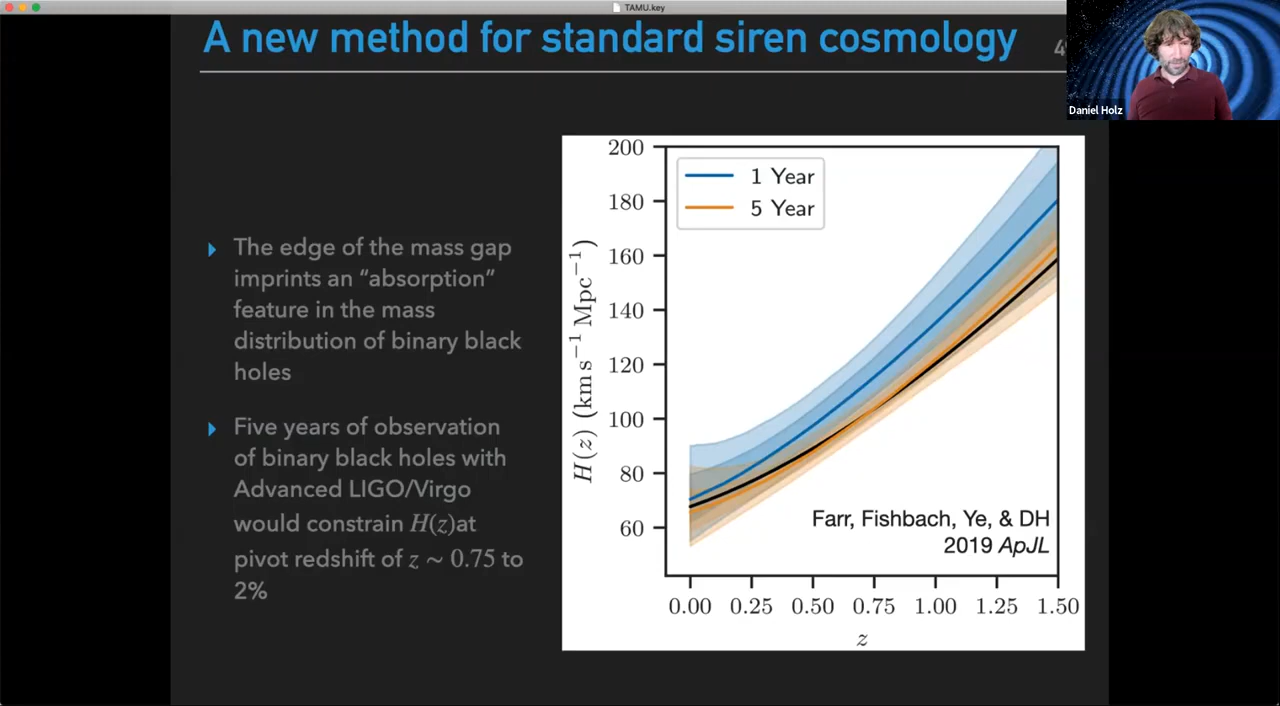 TAMU.key
A new method for standard siren cosmology
Daniel Holz
The edge of the mass gap
imprints an “absorption”
feature in the mass
distribution of binary black
holes
Five years of observation
of binary black holes with
Advanced LIGO/Virgo
would constrain H(z)at
pivot redshift of z ~ 0.75 to
2%
200
180
160
140
120
100
80
60
H(z) (km s⁻¹ Mpc⁻¹)
1 Year
5 Year
Farr, Fishbach, Ye, & DH
2019 ApJL
0.00 0.25 0.50 0.75 1.00 1.25 1.50
z